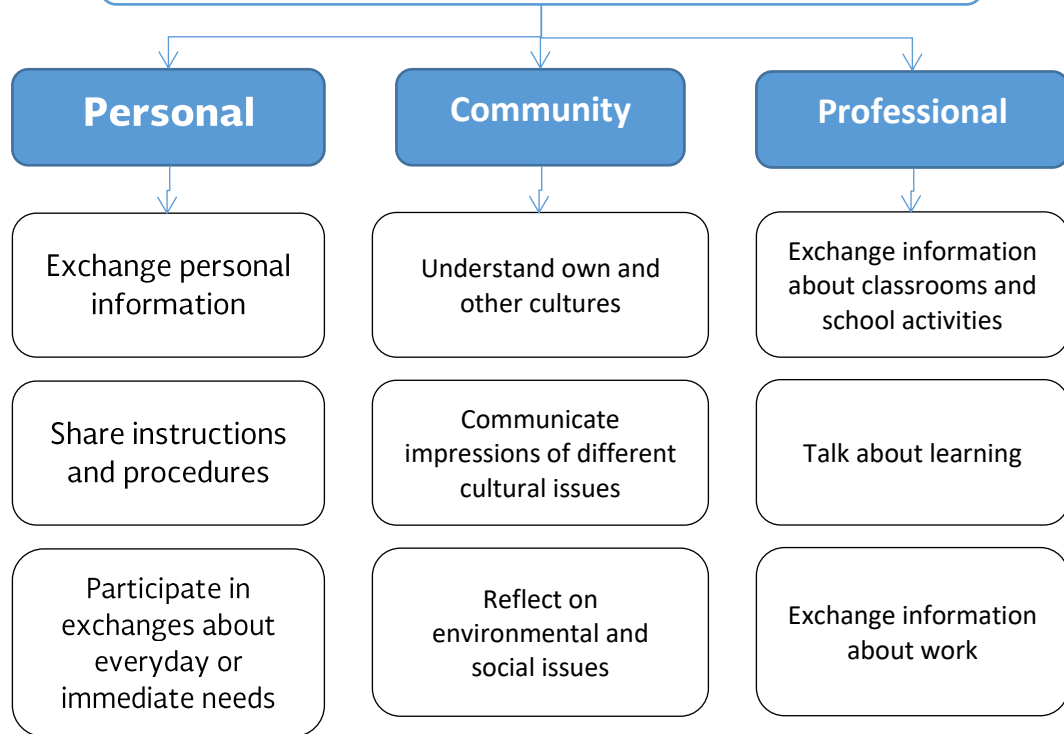 Personal
Community
Professional
Exchange personal
information
Understand own and
other cultures
Exchange information
about classrooms and
school activities
Share instructions
and procedures
Communicate
impressions of different
cultural issues
Talk about learning
Participate in
exchanges about
everyday or
immediate needs
Reflect on
environmental and
social issues
Exchange information
about work